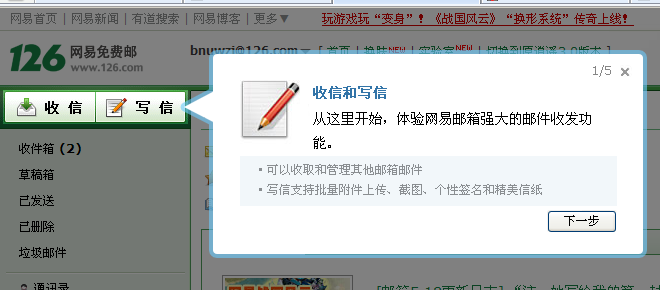 网易首页 | 网易新闻 | 有道搜索 | 网易博客 | 更多▼ 玩游戏玩“变身”！《战国风云》“换形系统”传奇上线！
126 网易免费邮
www.126.com
@126.com [ 首页 | 换肤NEW | 实验室NEW | 切换到
1/5 ×
收信和写信
从这里开始，体验网易邮箱强大的邮件收发功
能。
• 可以收取和管理其他邮箱邮件
• 写信支持批量附件上传、截图、个性签名和精美信纸
下一步
收信 写信
收件箱 (2)
草稿箱
已发送
已删除
垃圾邮件
通讯录